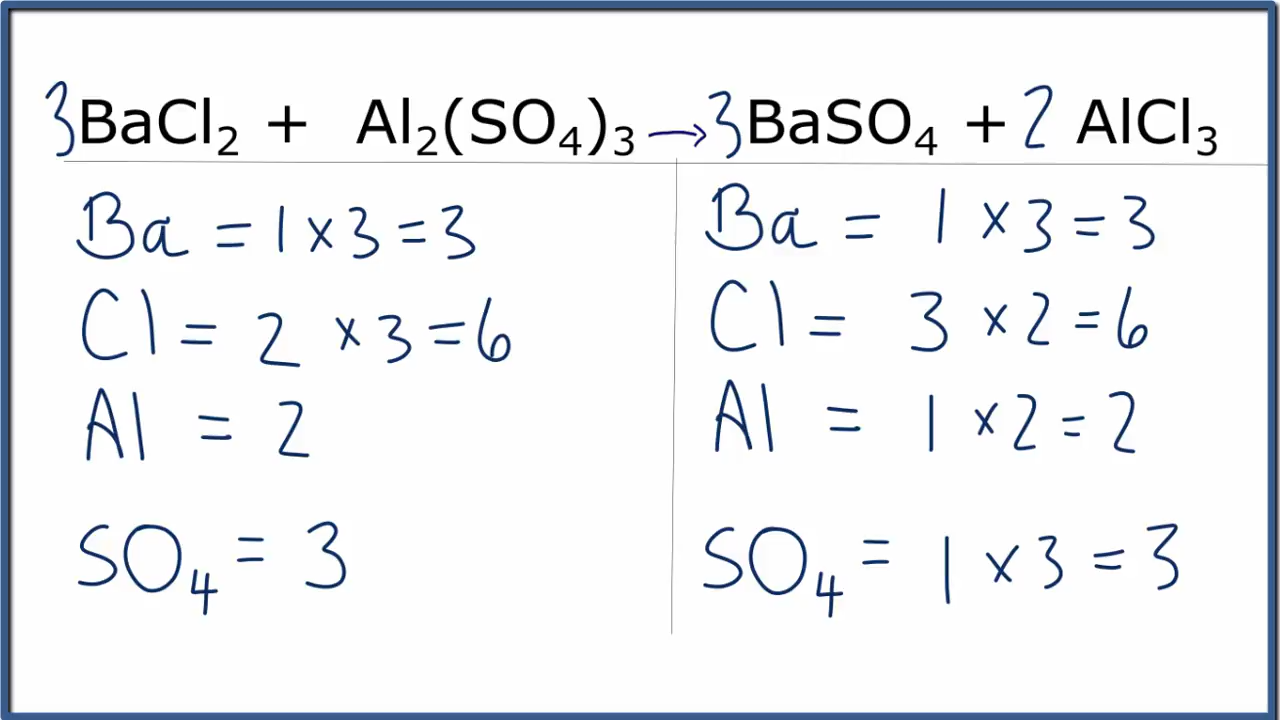 3BaCl₂ + Al₂(SO₄)₃ → 3BaSO₄ + 2 AlCl₃
Ba = 1 x 3 = 3
Cl = 2 x 3 = 6
Al = 2
SO₄ = 3
Ba = 1 x 3 = 3
Cl = 3 x 2 = 6
Al = 1 x 2 = 2
SO₄ = 1 x 3 = 3